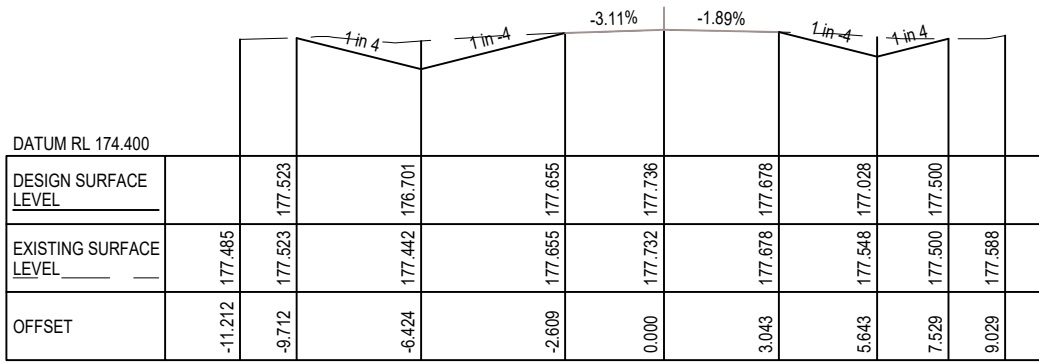 -3.11% -1.89%
1 in 4 1 in -4 1 in -4 1 in 4
DATUM RL 174.400
DESIGN SURFACE
LEVEL
177.523 176.701 177.655 177.736 177.678 177.028 177.500
EXISTING SURFACE
LEVEL
177.485 177.523 177.442 177.655 177.732 177.678 177.548 177.500 177.588
OFFSET
-11.212 -9.712 -6.424 -2.609 0.000 3.043 5.643 7.529 9.029